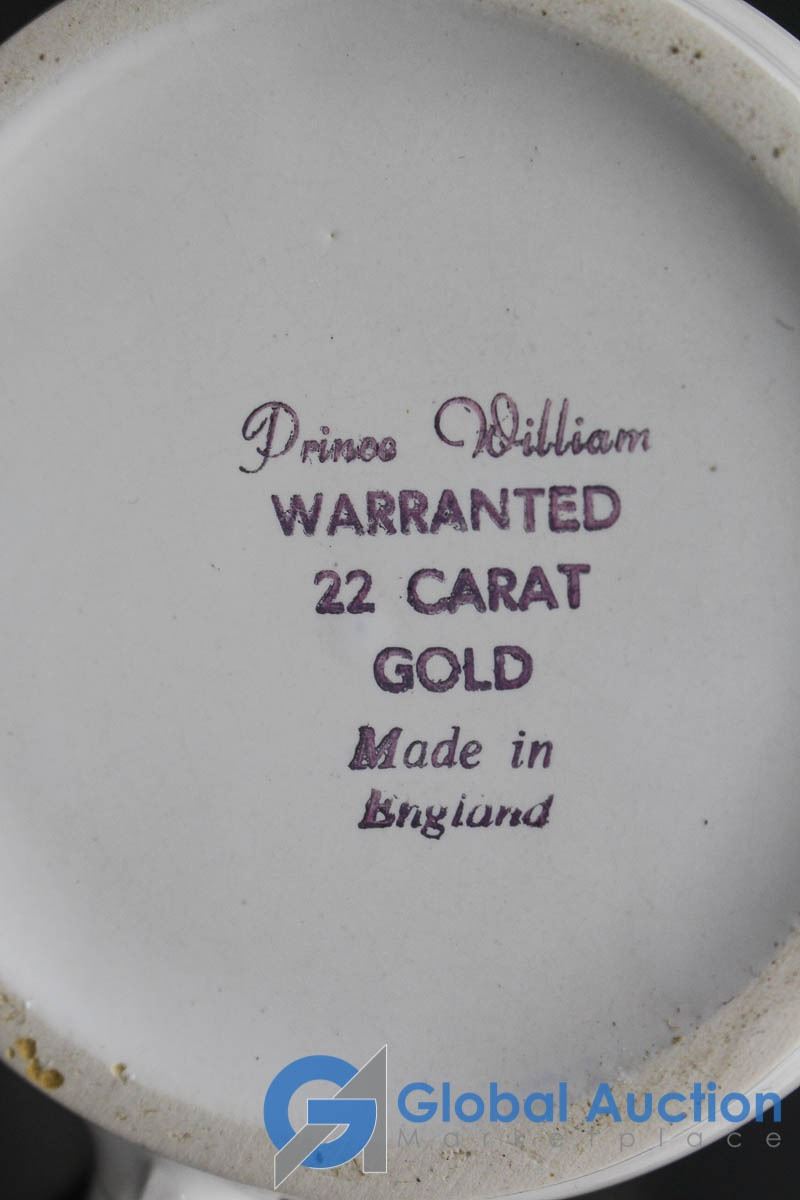 Prince William
WARRANTED
22 CARAT
GOLD
Made in
England
Global Auction
Marketplace